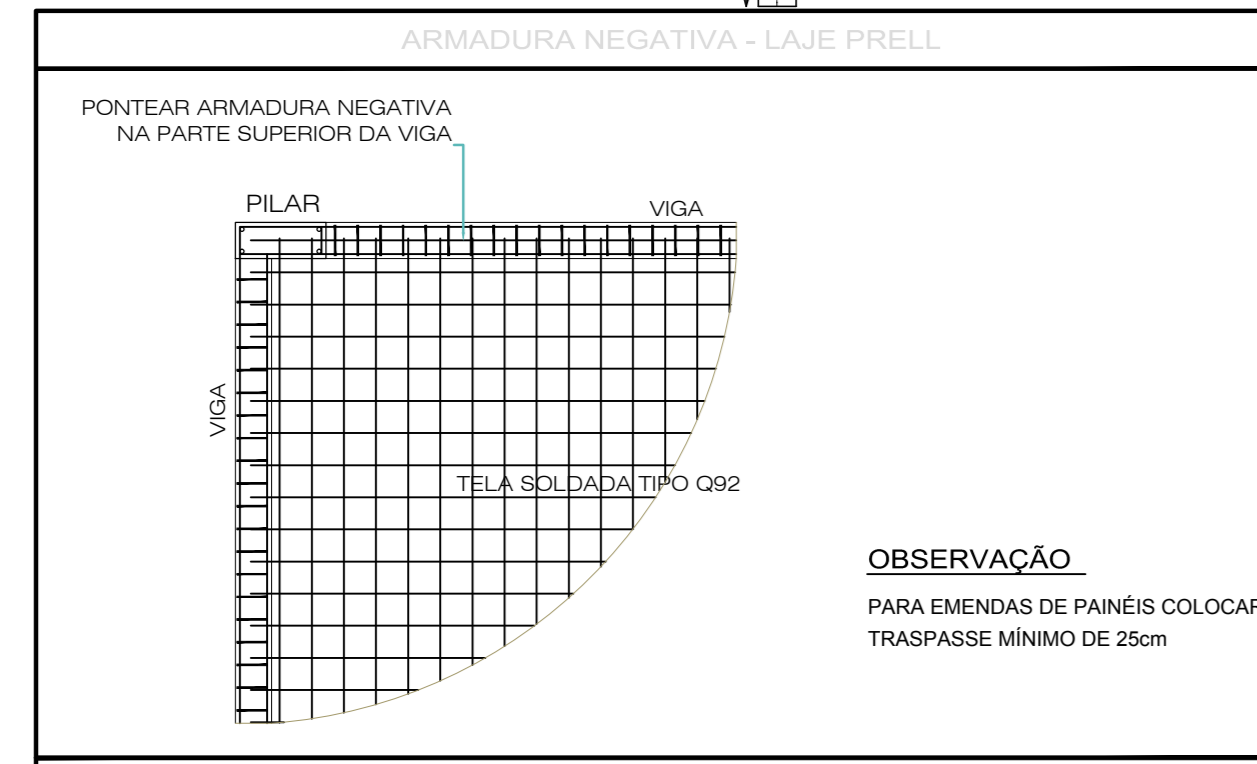 ARMADURA NEGATIVA - LAJE PRELL
PONTEAR ARMADURA NEGATIVA
NA PARTE SUPERIOR DA VIGA
PILAR
VIGA
VIGA
TELA SOLDADA TIPO Q92
OBSERVAÇÃO
PARA EMENDAS DE PAINÉIS COLOCAR
TRASPASSE MÍNIMO DE 25cm